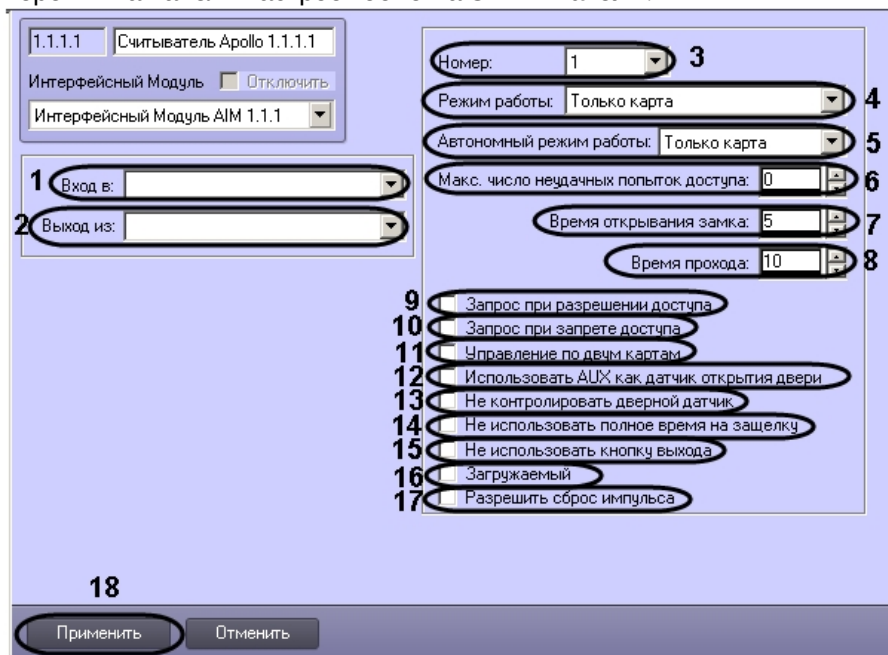 1.1.1.1 Считыватель Apollo 1.1.1.1
Интерфейсный Модуль Отключить
Интерфейсный Модуль AIM 1.1.1
1 Вход в:
2 Выход из:
Номер: 1 3
Режим работы: Только карта 4
Автономный режим работы: Только карта 5
Макс. число неудачных попыток доступа: 0 6
Время открывания замка: 5 7
Время прохода: 10 8
9 Запрос при разрешении доступа
10 Запрос при запрете доступа
11 Управление по двум картам
12 Использовать AUX как датчик открытия двери
13 Не контролировать дверной датчик
14 Не использовать полное время на защелку
15 Не использовать кнопку выхода
16 Загружаемый
17 Разрешить сброс импульса
18
Применить Отменить